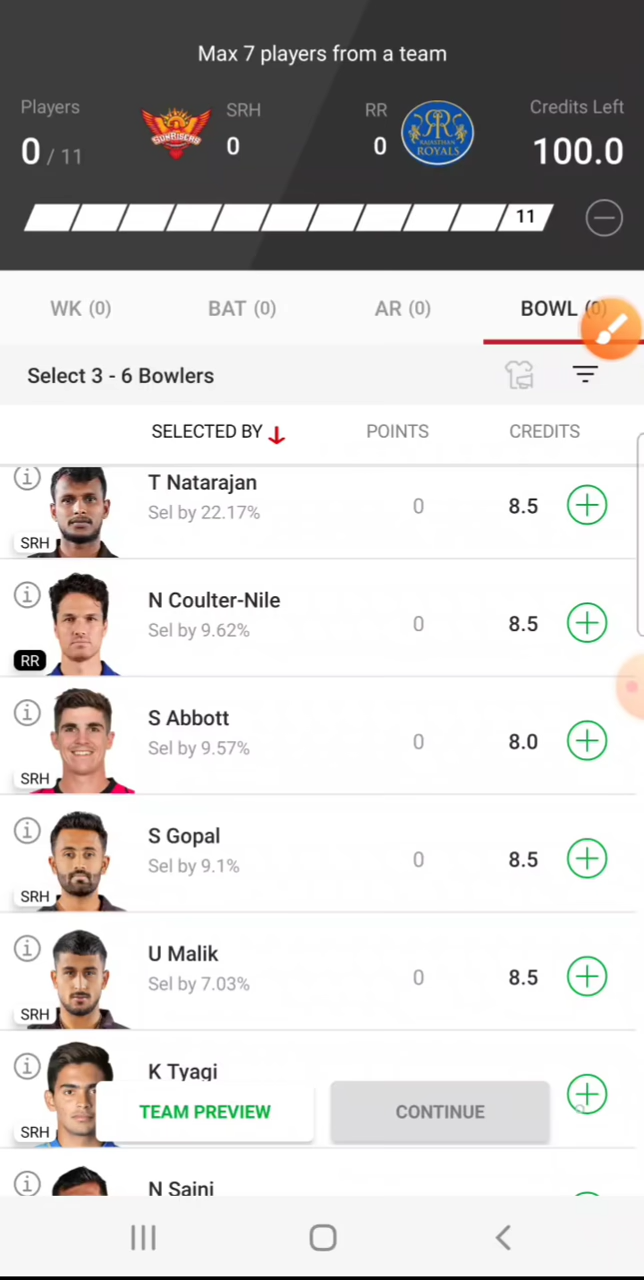 Max 7 players from a team
Players
SRH
RR
Credits Left
0 / 11
SUNRISERS
0
0
RAJASTHAN
ROYALS
100.0
11
WK (0)
BAT (0)
AR (0)
BOWL (0)
Select 3 - 6 Bowlers
SELECTED BY
POINTS
CREDITS
T Natarajan
Sel by 22.17%
0
8.5
SRH
N Coulter-Nile
Sel by 9.62%
0
8.5
RR
S Abbott
Sel by 9.57%
0
8.0
SRH
S Gopal
Sel by 9.1%
0
8.5
SRH
U Malik
Sel by 7.03%
0
8.5
SRH
K Tyagi
SRH
TEAM PREVIEW
CONTINUE
N Saini